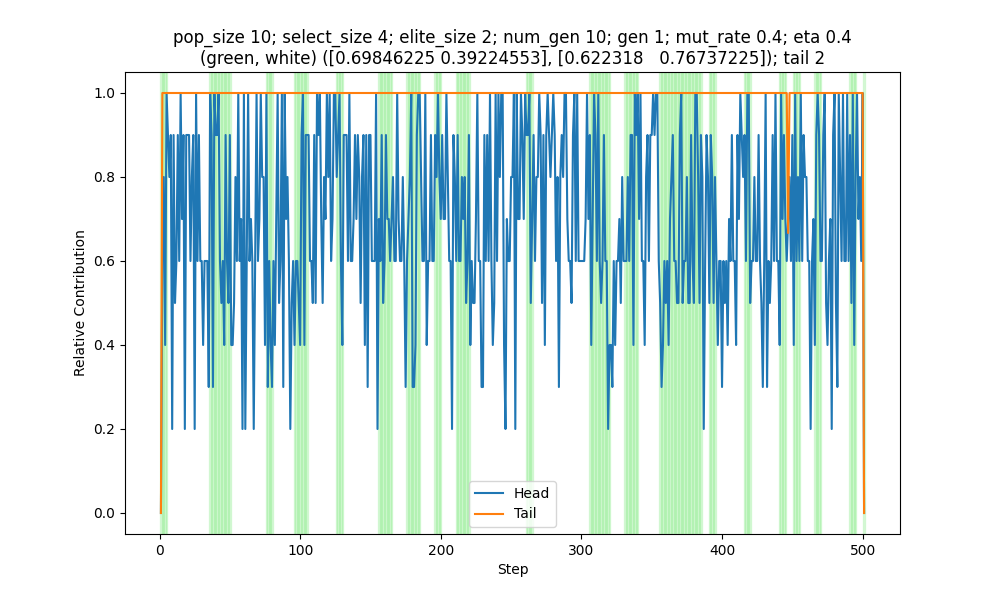 pop_size 10; select_size 4; elite_size 2; num_gen 10; gen 1; mut_rate 0.4; eta 0.4
(green, white) ([0.69846225 0.39224553], [0.622318   0.76737225]); tail 2
1.0
0.8
0.6
0.4
0.2
0.0
Relative Contribution
Head
Tail
0
100
200
300
400
500
Step